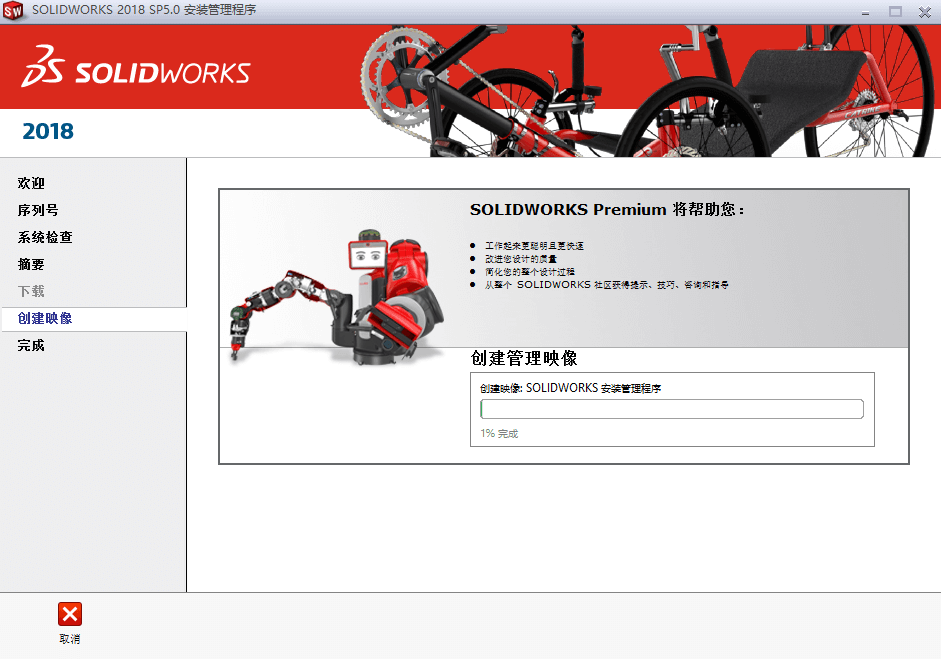 SW SOLIDWORKS 2018 SP5.0 安装管理程序
SOLIDWORKS
2018
欢迎
序列号
系统检查
摘要
下载
创建映像
完成
SOLIDWORKS Premium 将帮助您：
● 工作起来更聪明且更快速
● 改进您设计的质量
● 简化您的整个设计过程
● 从整个 SOLIDWORKS 社区获得提示、技巧、咨询和指导
创建管理映像
创建映像: SOLIDWORKS 安装管理程序
1% 完成
取消